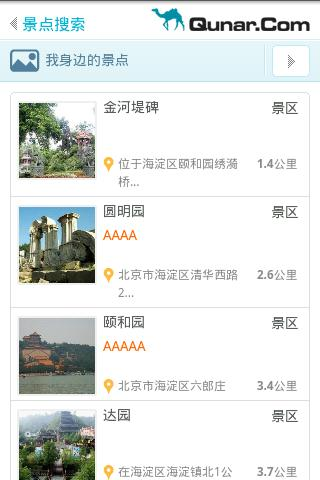 景点搜索
Qunar.Com
我身边的景点
金河堤碑
景区
位于海淀区颐和园绣漪
桥...
1.4公里
圆明园
景区
AAAA
北京市海淀区清华西路
2...
2.6公里
颐和园
景区
AAAAA
北京市海淀区六郎庄
3.4公里
达园
景区
在海淀区海淀镇北1公
3.7公里